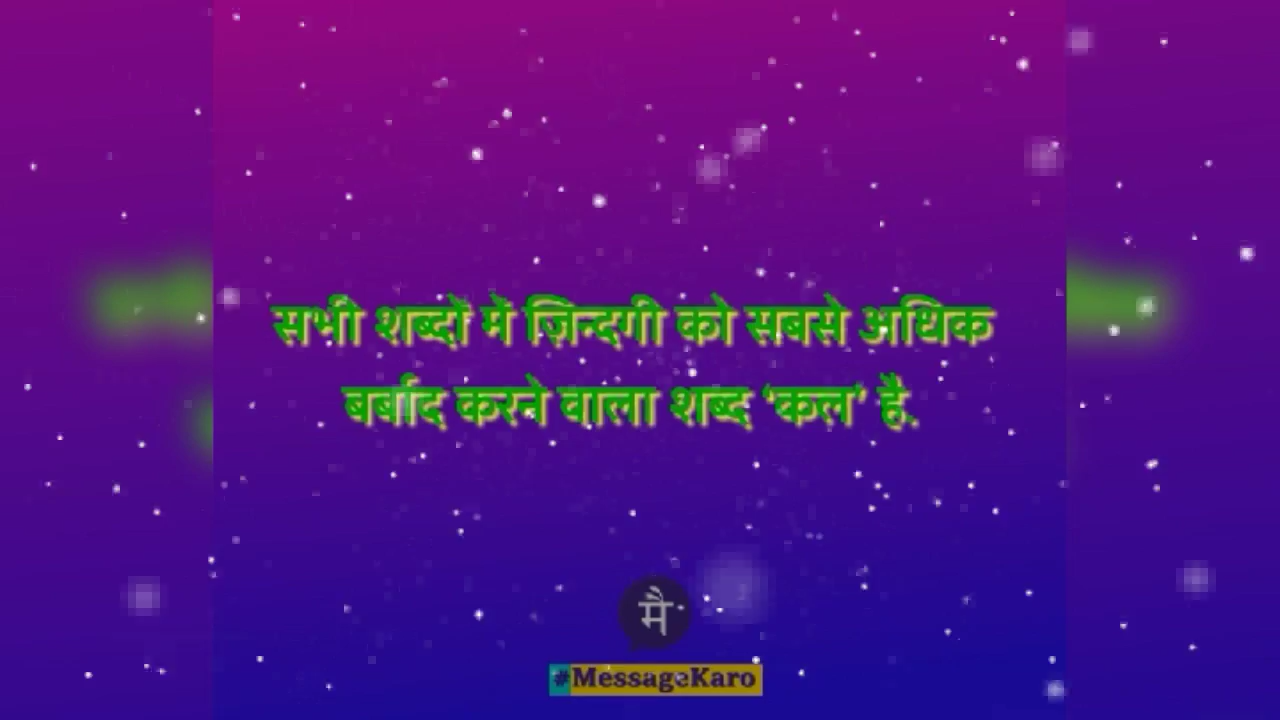 सभी शब्दों में ज़िन्दगी को सबसे अधिक
बर्बाद करने वाला शब्द ‘कल’ है.
मै
#MessageKaro